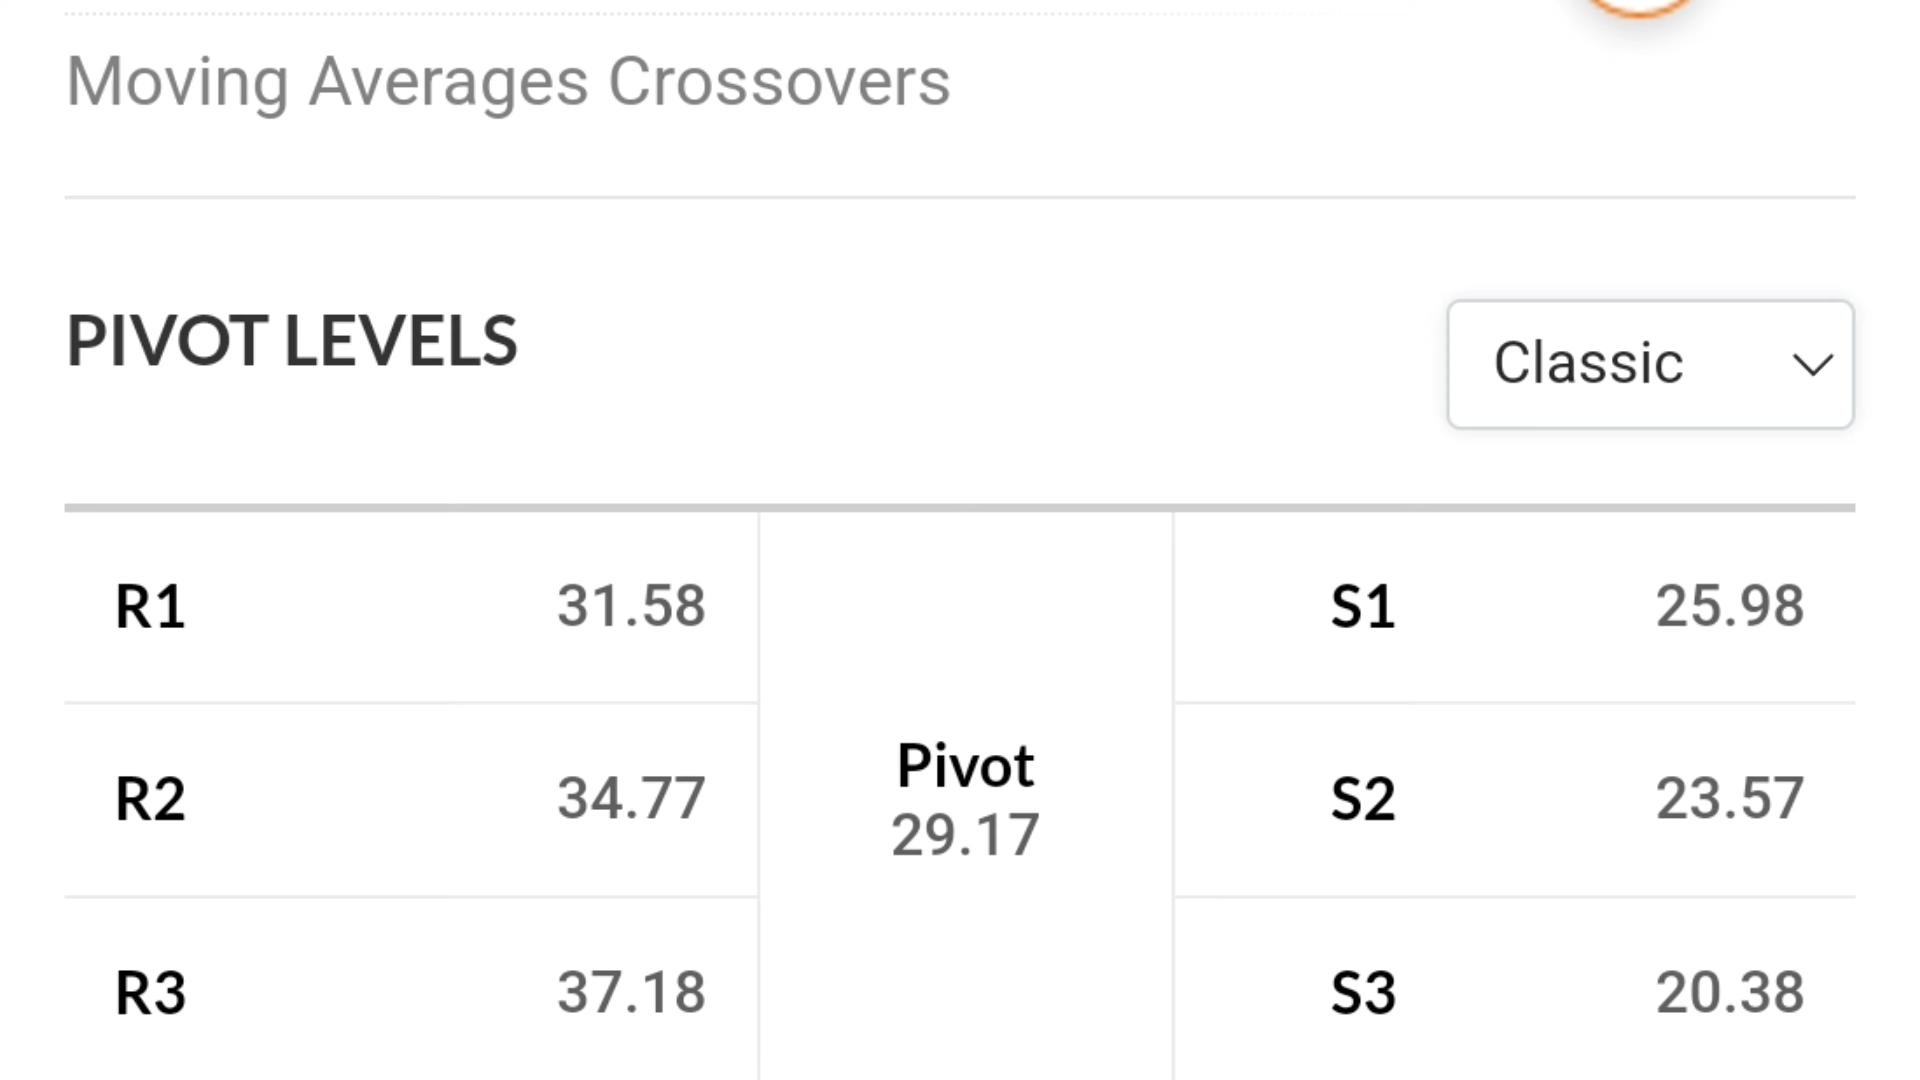 Moving Averages Crossovers
PIVOT LEVELS
Classic
R1 31.58
S1 25.98
R2 34.77
Pivot
29.17
S2 23.57
R3 37.18
S3 20.38